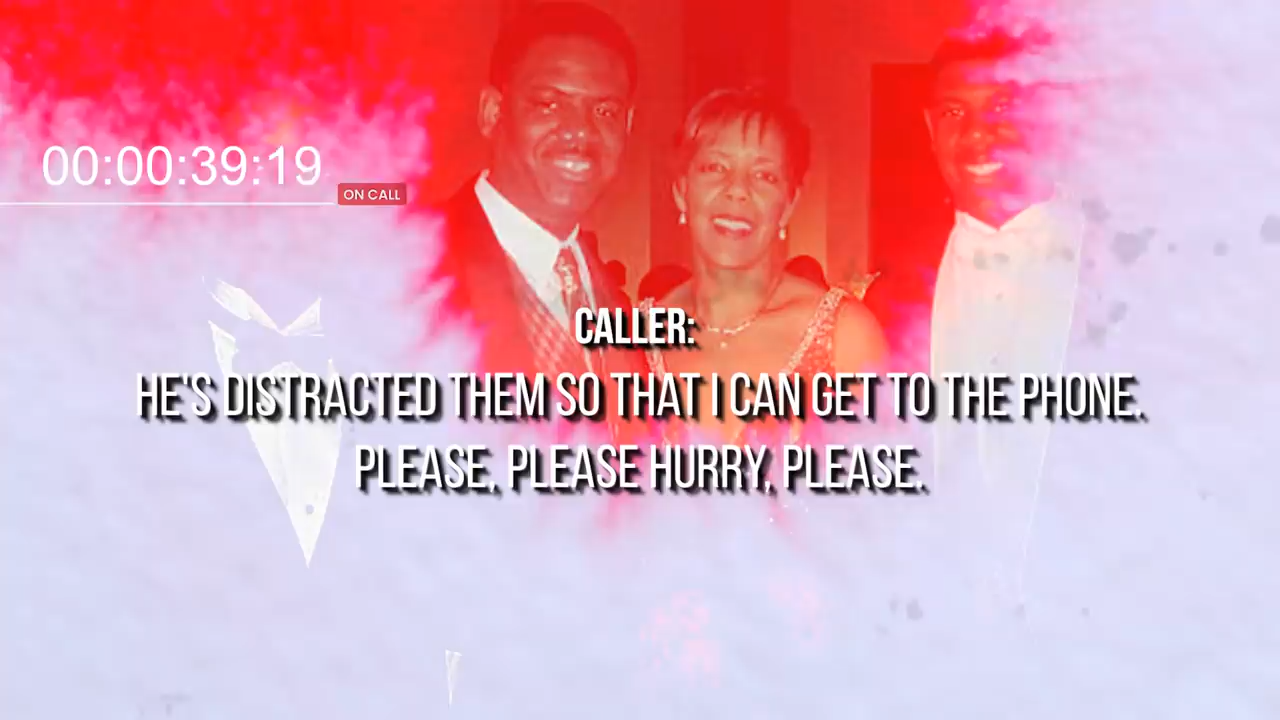 00:00:39:19
ON CALL
CALLER:
HE'S DISTRACTED THEM SO THAT I CAN GET TO THE PHONE.
PLEASE, PLEASE HURRY, PLEASE.